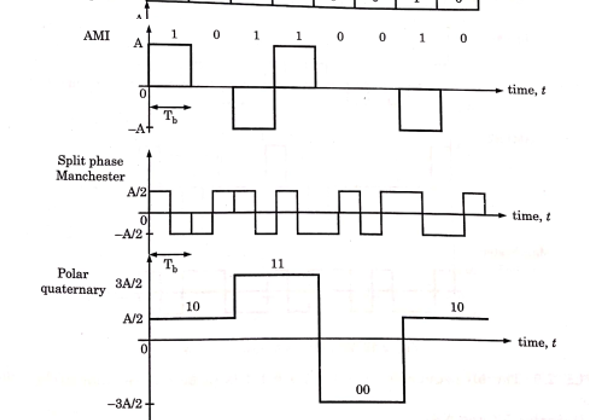 AMI A 1 0 1 1 0 0 1 0
0 time, t
T_b
–A
Split phase
Manchester
A/2
0 time, t
–A/2
T_b
Polar
quaternary
3A/2 11
10 10
A/2
0 time, t
00
–3A/2